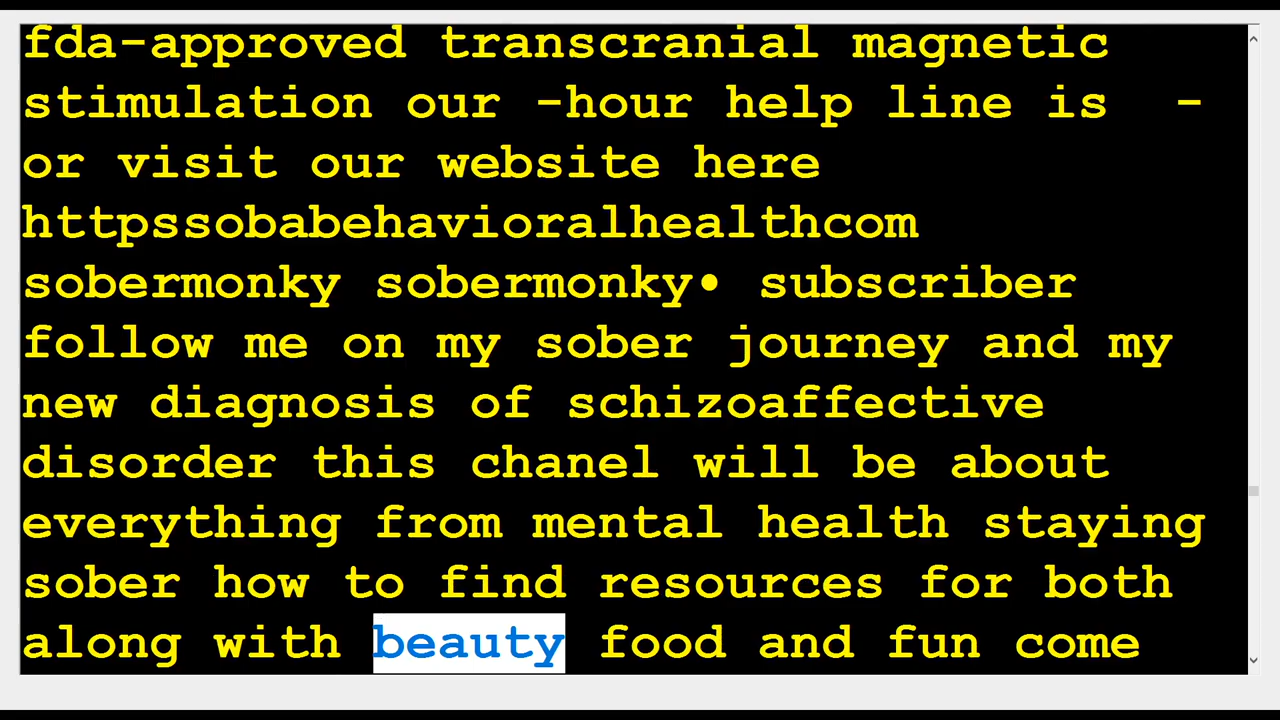 fda-approved transcranial magnetic
stimulation our -hour help line is  -
or visit our website here
httpssobabehavioralhealthcom
sobermonky sobermonky• subscriber
follow me on my sober journey and my
new diagnosis of schizoaffective
disorder this chanel will be about
everything from mental health staying
sober how to find resources for both
along with beauty food and fun come